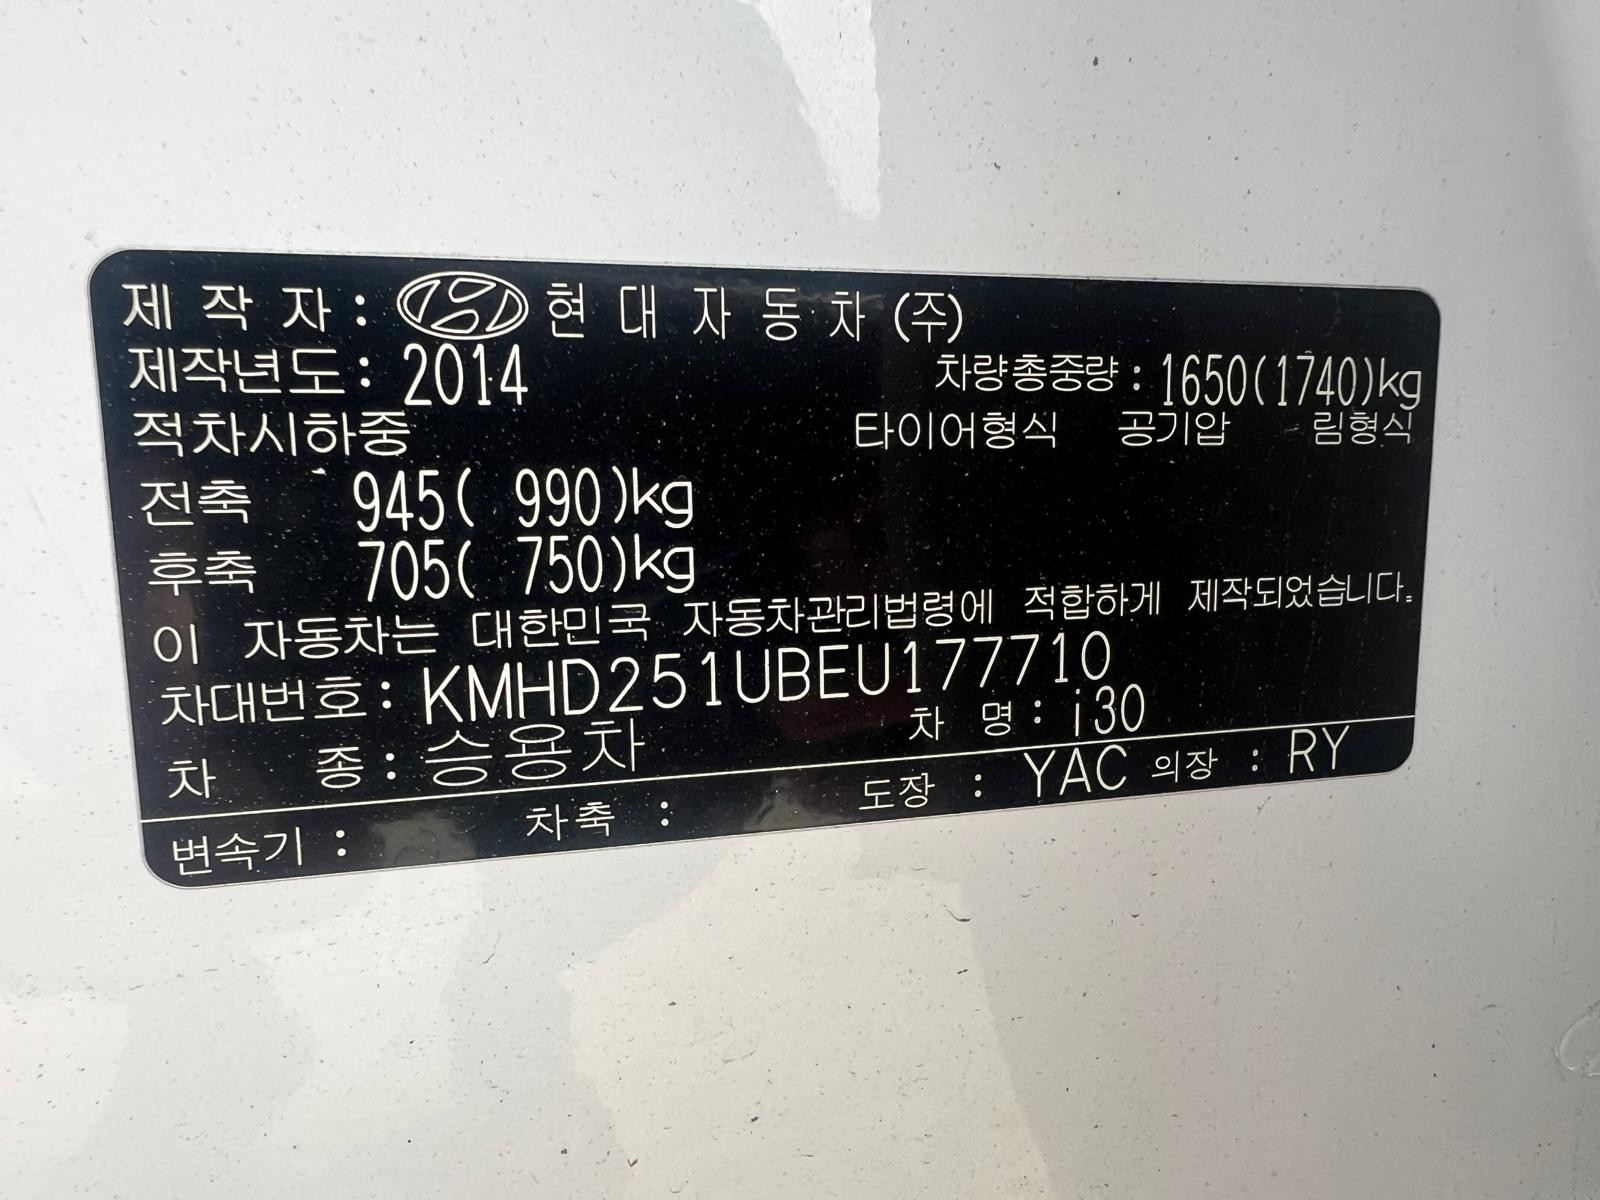 제 작 자 : 현 대 자 동 차 (주)
제작년도 : 2014 차량총중량 : 1650(1740)kg
적차시하중 타이어형식 공기압 림형식
전축 945( 990)kg
후축 705( 750)kg
이 자동차는 대한민국 자동차관리법령에 적합하게 제작되었습니다.
차대번호 : KMHD251UBEU177710
차 종 : 승용차 차 명 : i30
변속기 : 차축 : 도장 : YAC 의장 : RY